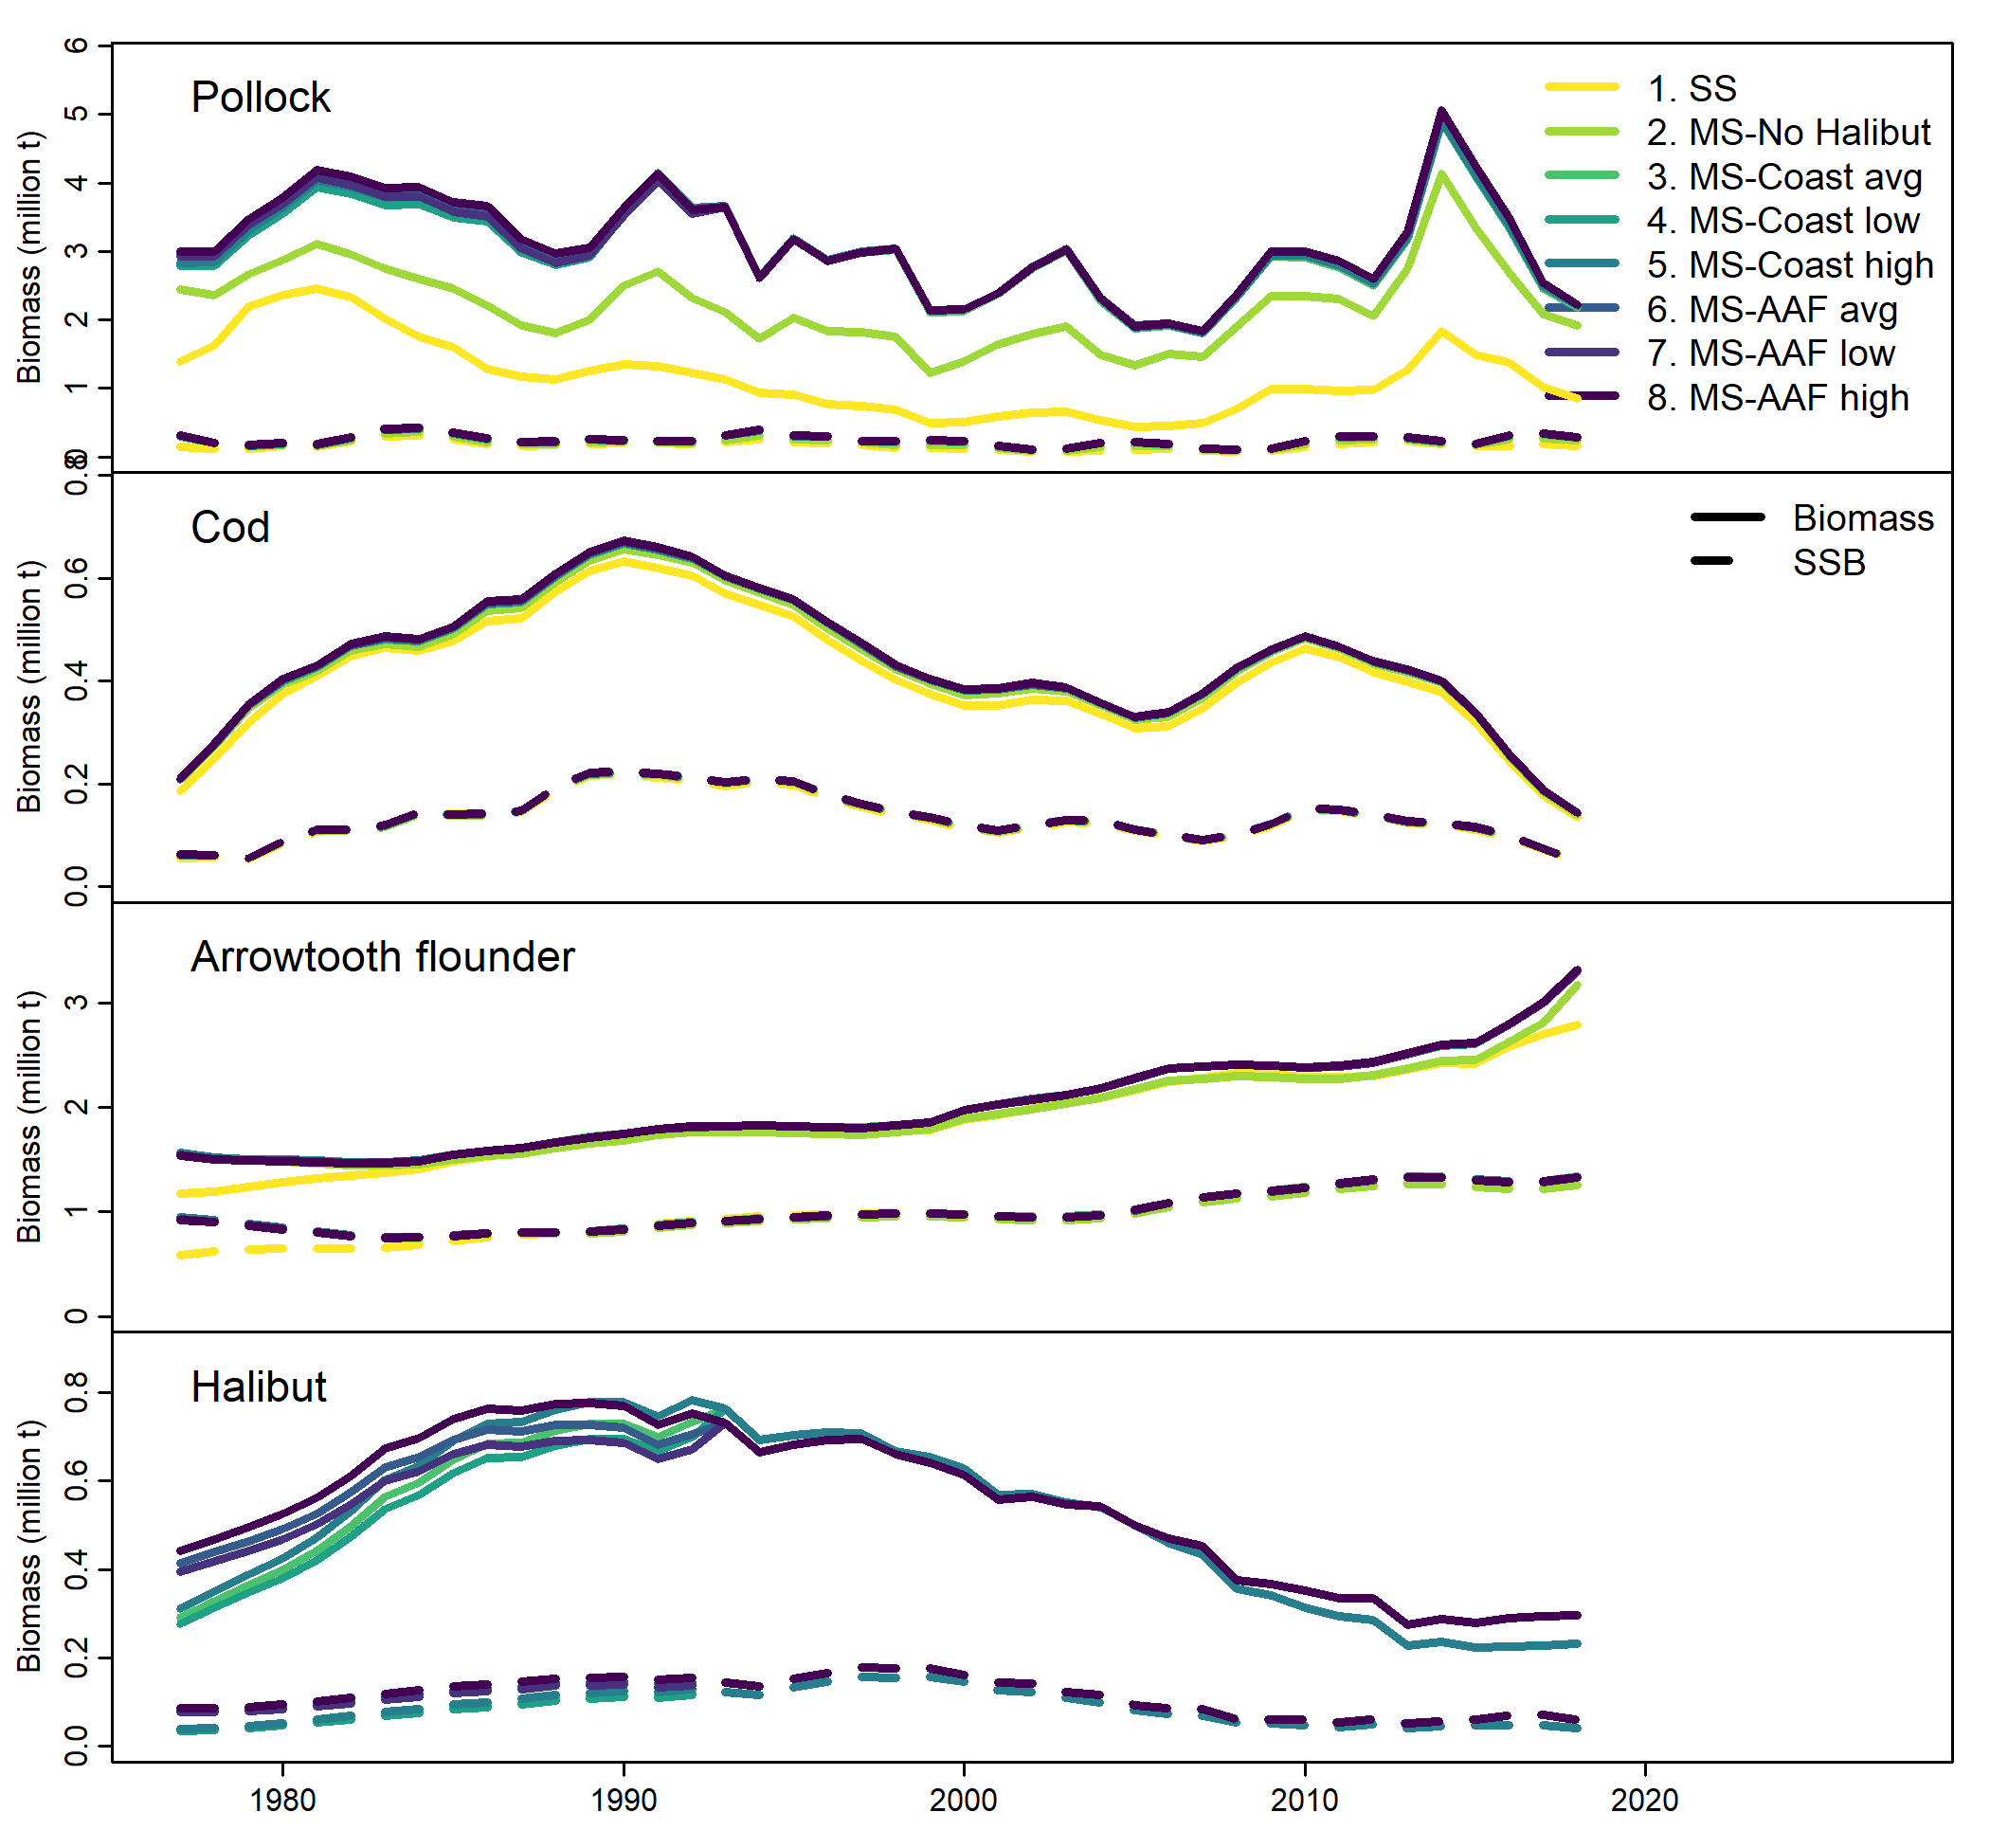 Pollock
Biomass (million t)
6
5
4
3
2
1
0
1. SS
2. MS-No Halibut
3. MS-Coast avg
4. MS-Coast low
5. MS-Coast high
6. MS-AAF avg
7. MS-AAF low
8. MS-AAF high
Cod
Biomass (million t)
0.8
0.6
0.4
0.2
0.0
Biomass
SSB
Arrowtooth flounder
Biomass (million t)
3
2
1
0
Halibut
Biomass (million t)
0.8
0.6
0.4
0.2
0.0
1980 1990 2000 2010 2020